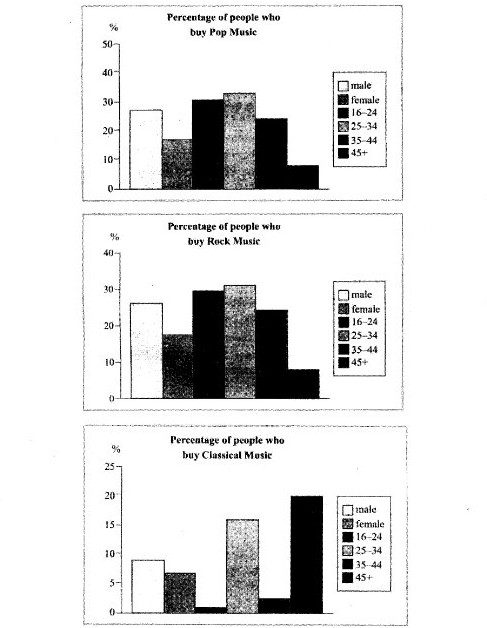 Percentage of people who
buy Pop Music
%
50
40
30
20
10
0
male
female
16–24
25–34
35–44
45+
Percentage of people who
buy Rock Music
%
40
30
20
10
0
male
female
16–24
25–34
35–44
45+
Percentage of people who
buy Classical Music
%
25
20
15
10
5
0
male
female
16–24
25–34
35–44
45+